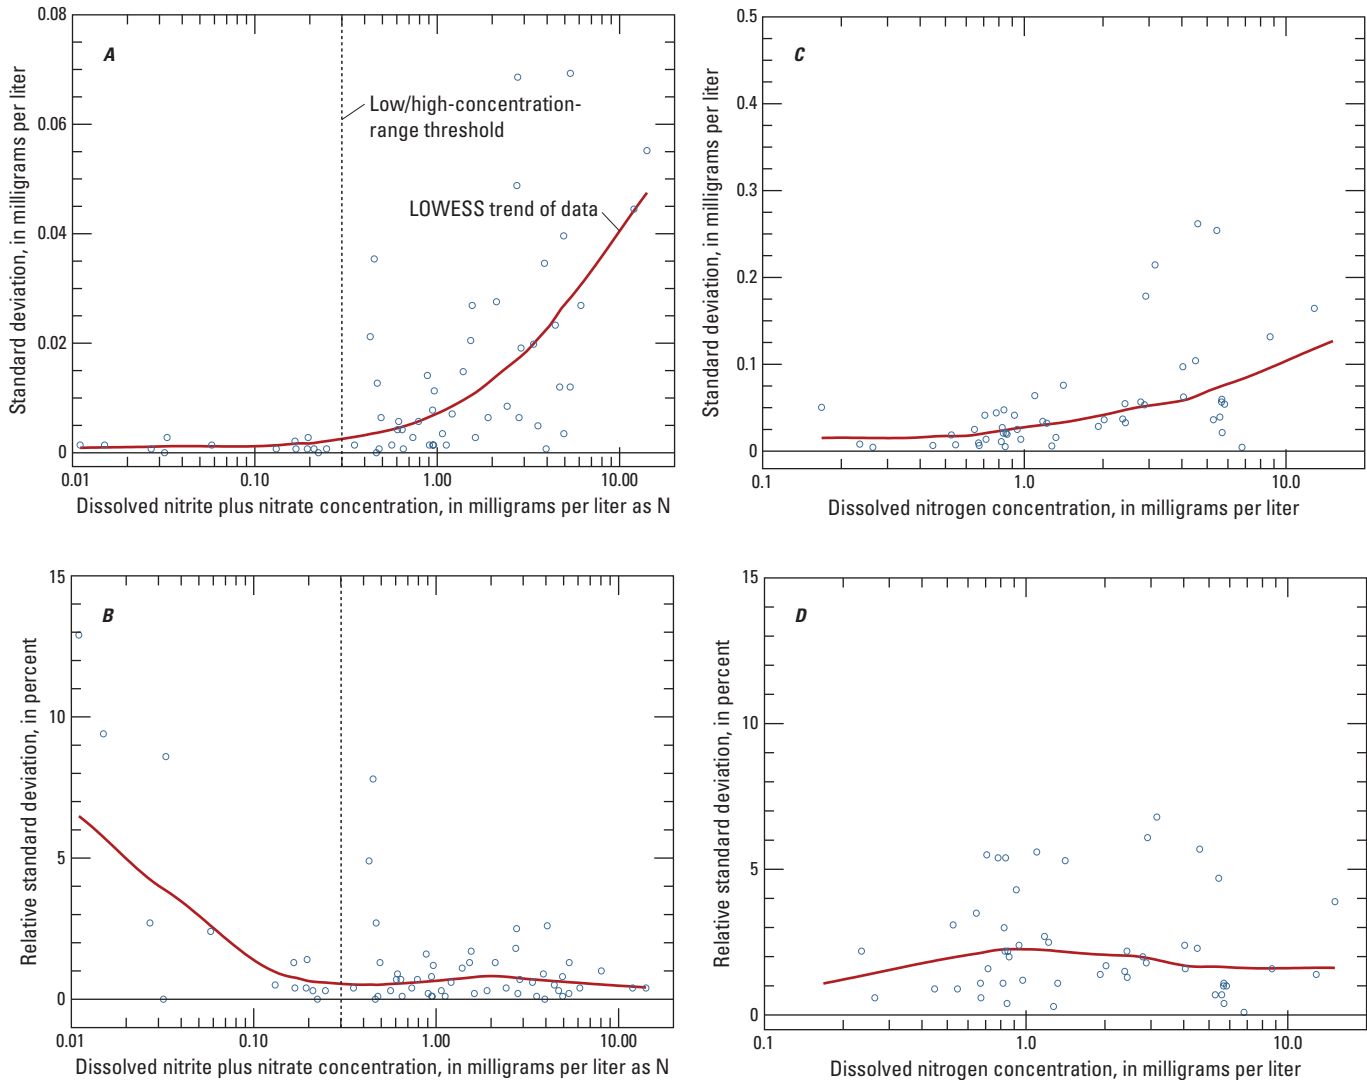 A
Standard deviation, in milligrams per liter
0.08
0.06
0.04
0.02
0
Low/high-concentration-
range threshold
LOWESS trend of data
0.01
0.10
1.00
10.00
Dissolved nitrite plus nitrate concentration, in milligrams per liter as N
C
Standard deviation, in milligrams per liter
0.5
0.4
0.3
0.2
0.1
0
0.1
1.0
10.0
Dissolved nitrogen concentration, in milligrams per liter
B
Relative standard deviation, in percent
15
10
5
0
0.01
0.10
1.00
10.00
Dissolved nitrite plus nitrate concentration, in milligrams per liter as N
D
Relative standard deviation, in percent
15
10
5
0
0.1
1.0
10.0
Dissolved nitrogen concentration, in milligrams per liter